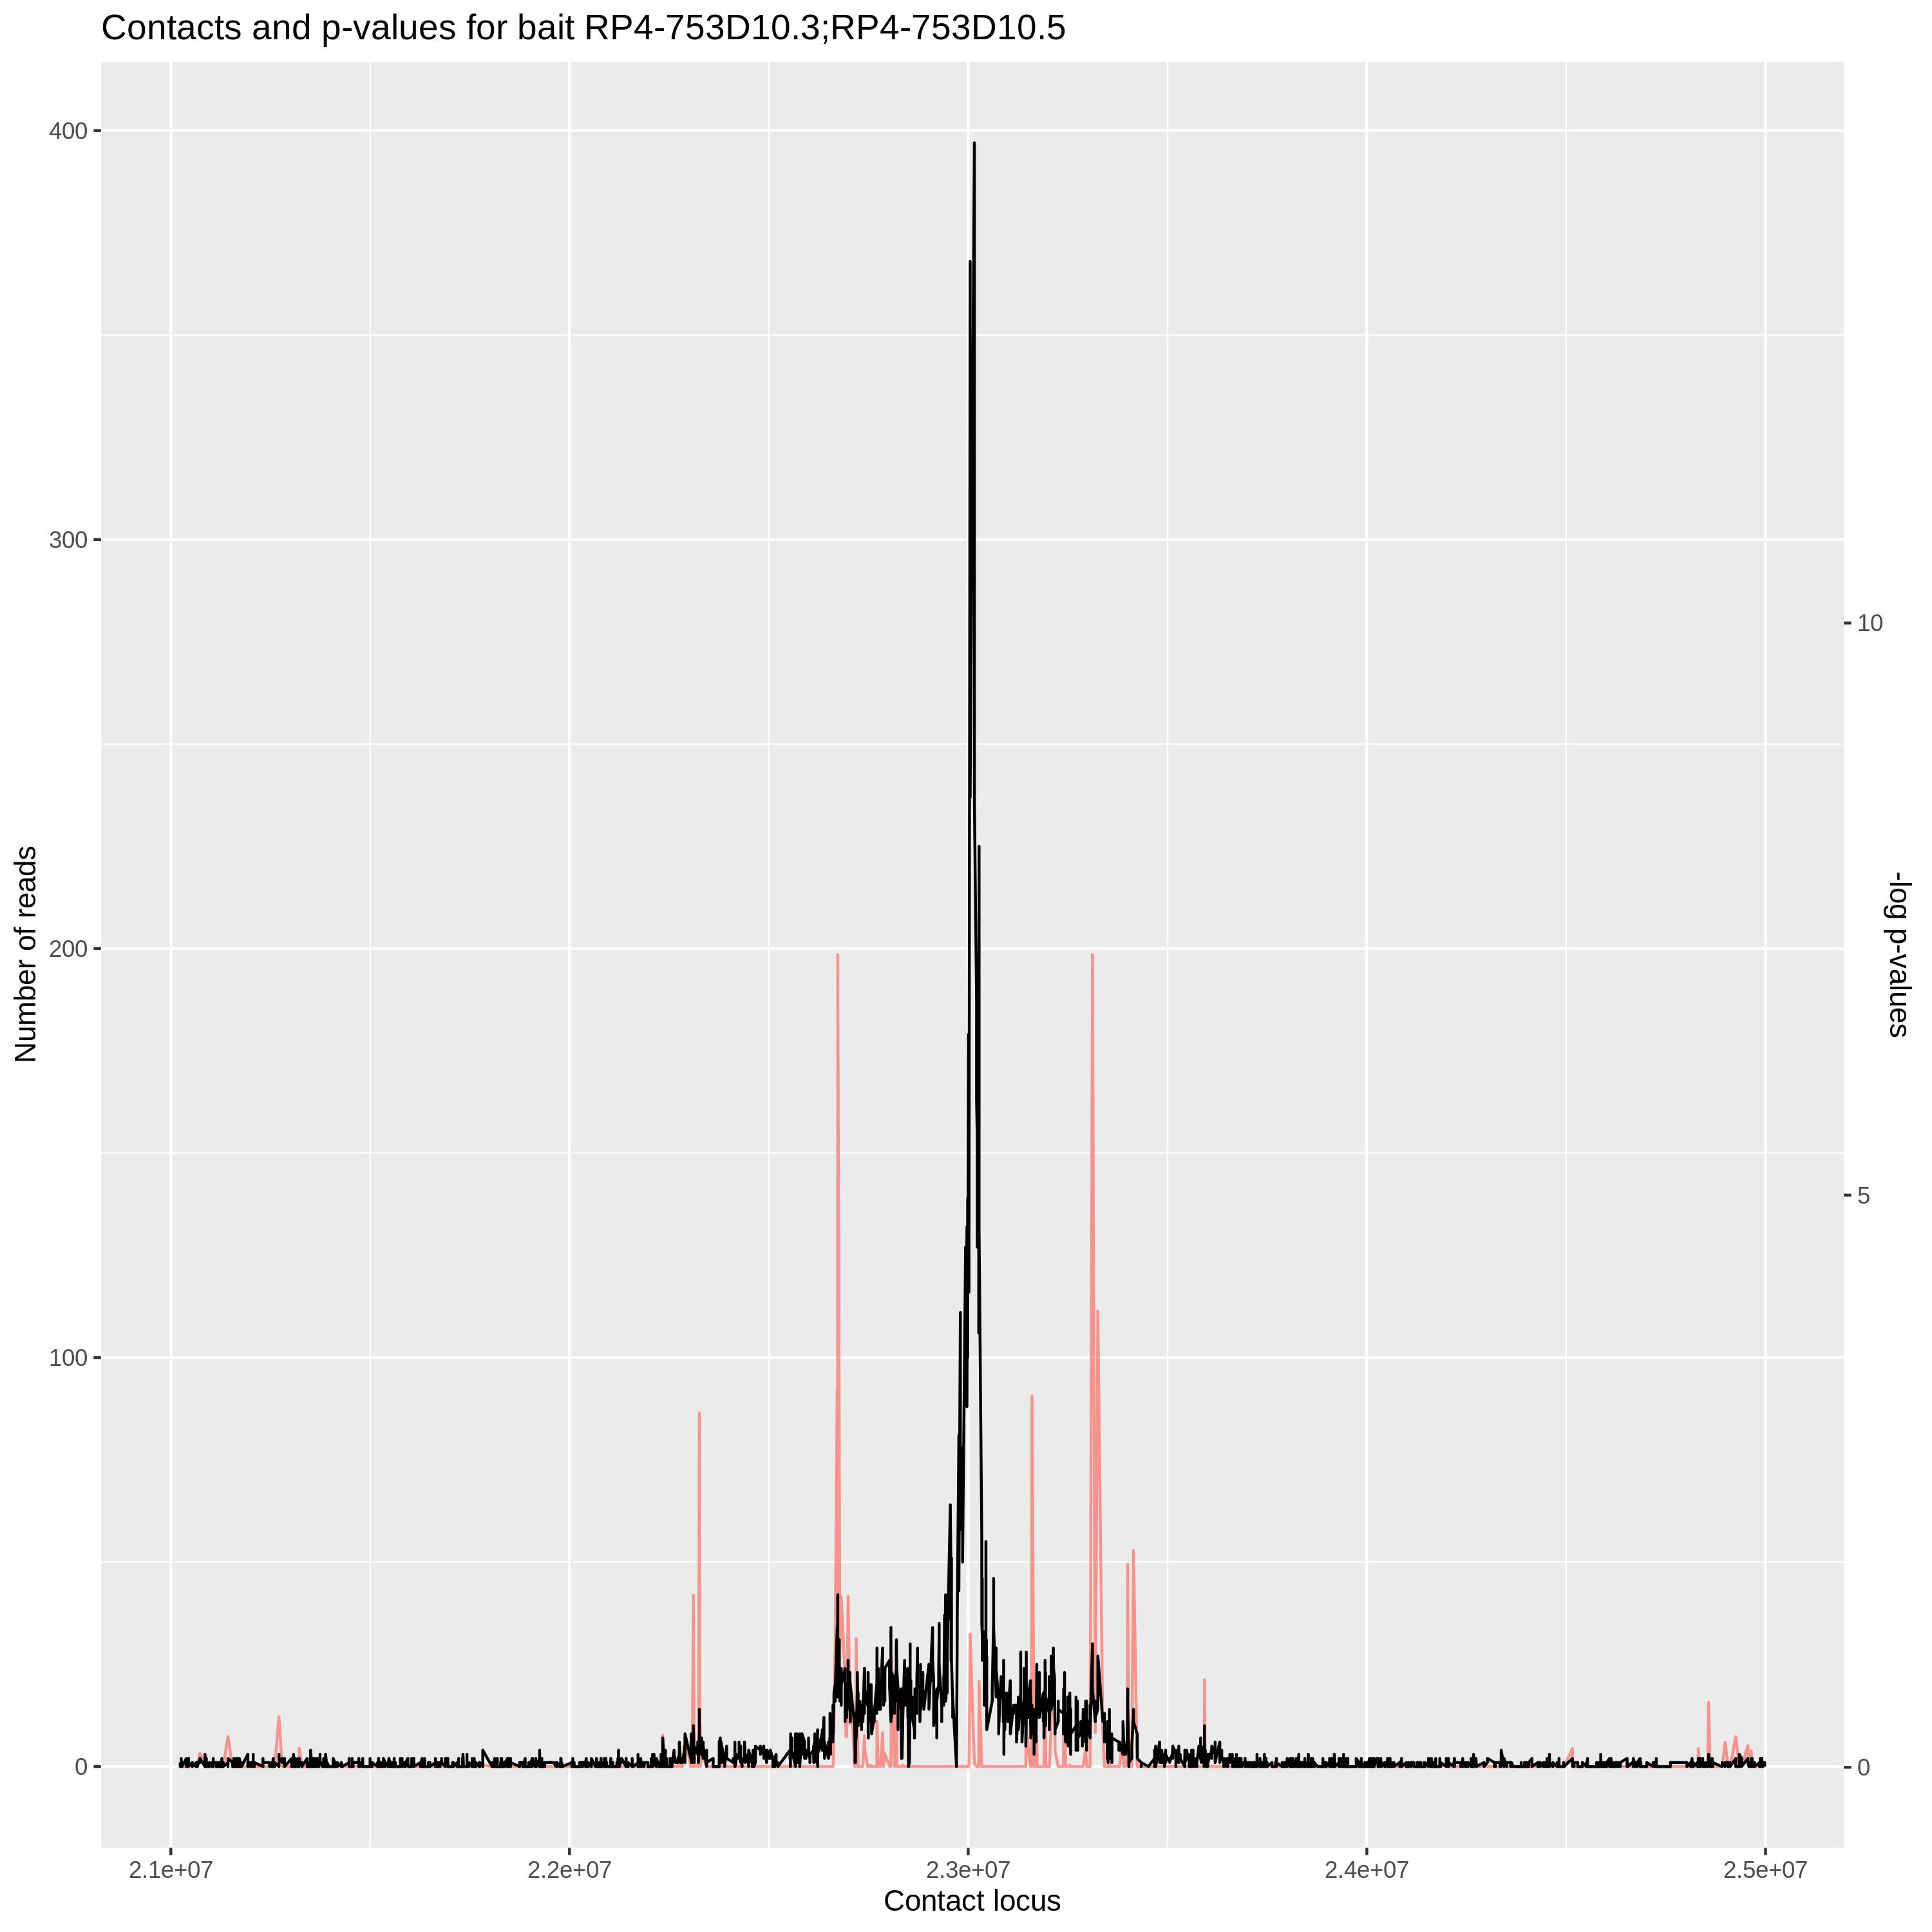 Contacts and p-values for bait RP4-753D10.3;RP4-753D10.5
400
300
200
100
0
Number of reads
10
5
0
-log p-values
2.1e+07
2.2e+07
2.3e+07
2.4e+07
2.5e+07
Contact locus